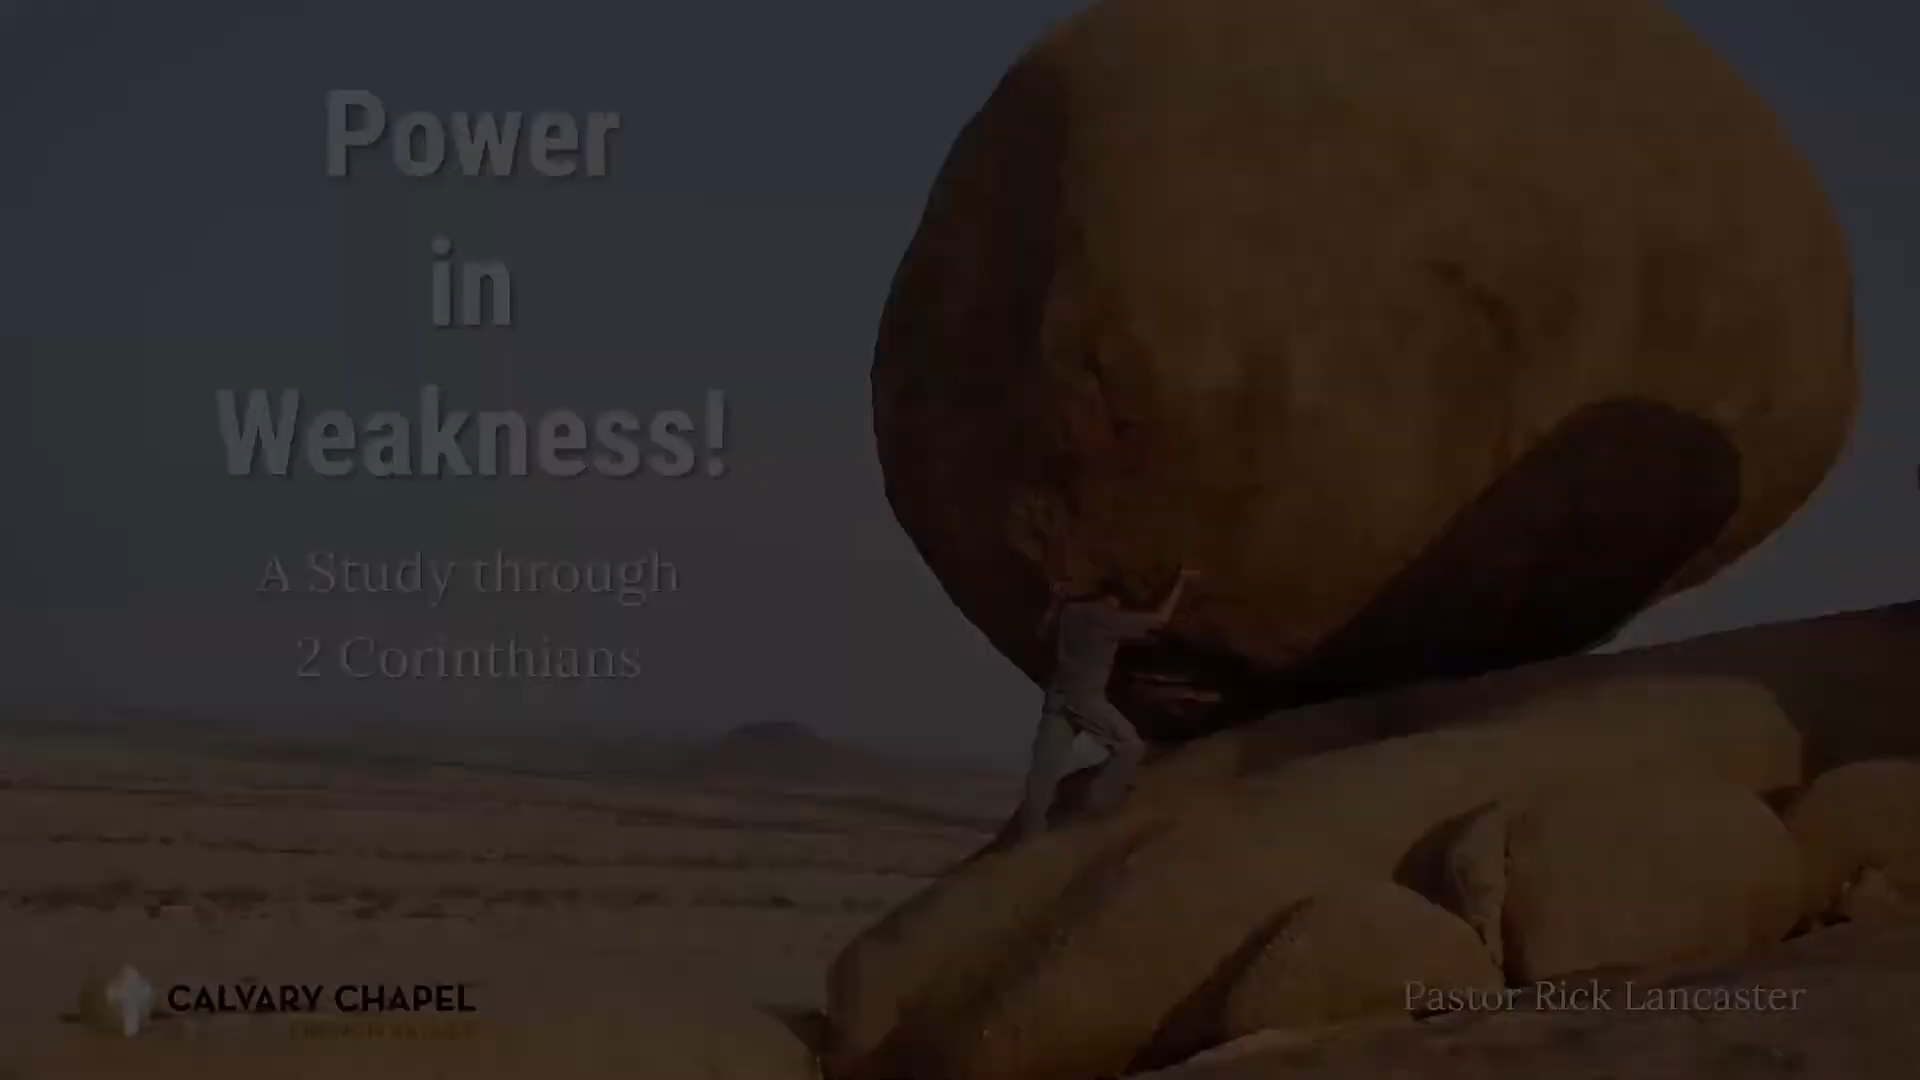 Power
in
Weakness!
A Study through
2 Corinthians
CALVARY CHAPEL
Pastor Rick Lancaster